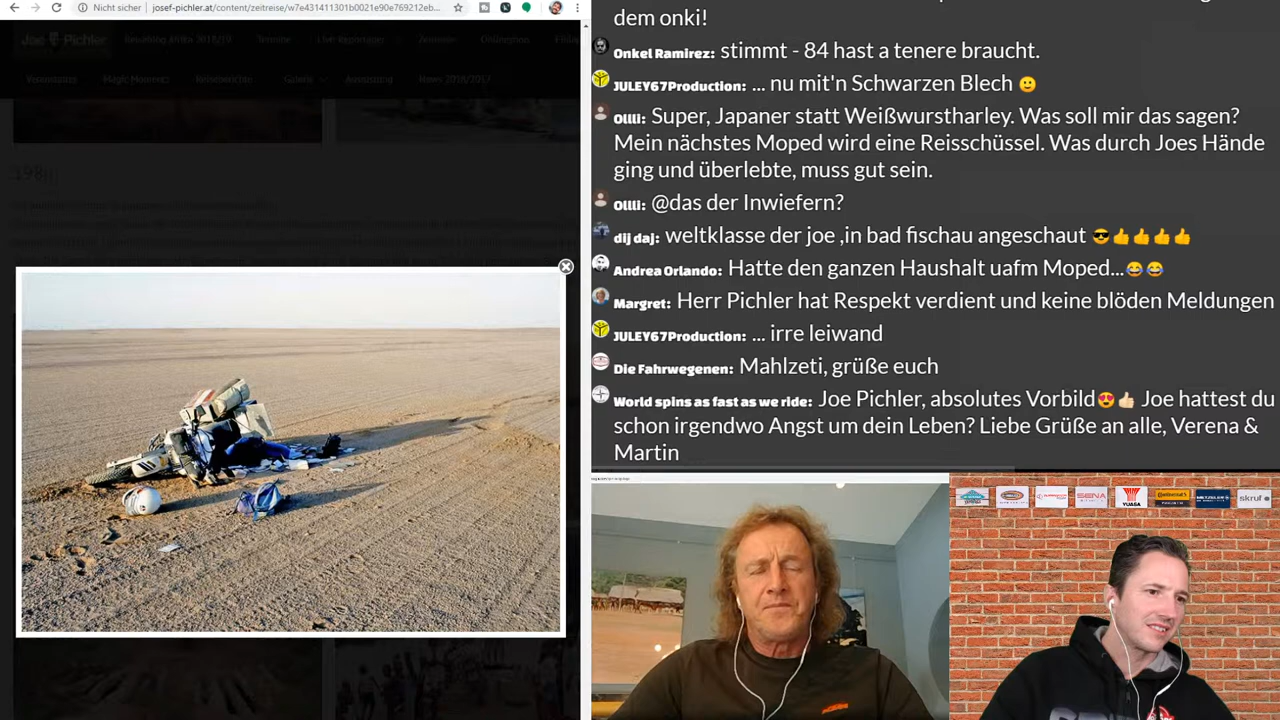 Nicht sicher | josef-pichler.at/content/zeitreise/w7e431411301b0021e90e769212eb...
Joe Pichler
dem onki!
Onkel Ramirez: stimmt - 84 hast a tenere braucht.
JULEY67Production: ... nu mit'n Schwarzen Blech 🙂
Ollli: Super, Japaner statt Weißwurstharley. Was soll mir das sagen?
Mein nächstes Moped wird eine Reisschüssel. Was durch Joes Hände
ging und überlebte, muss gut sein.
Ollli: @das der Inwiefern?
dij daj: weltklasse der joe ,in bad fischau angeschaut 😎👍👍👍👍
Andrea Orlando: Hatte den ganzen Haushalt uafm Moped...😂😂
Margret: Herr Pichler hat Respekt verdient und keine blöden Meldungen
JULEY67Production: ... irre leiwand
Die Fahrwegenen: Mahlzeti, grüße euch
World spins as fast as we ride: Joe Pichler, absolutes Vorbild😍👍🏻 Joe hattest du
schon irgendwo Angst um dein Leben? Liebe Grüße an alle, Verena &
Martin
SENA
YUASA
Continental
METZELER
skruf